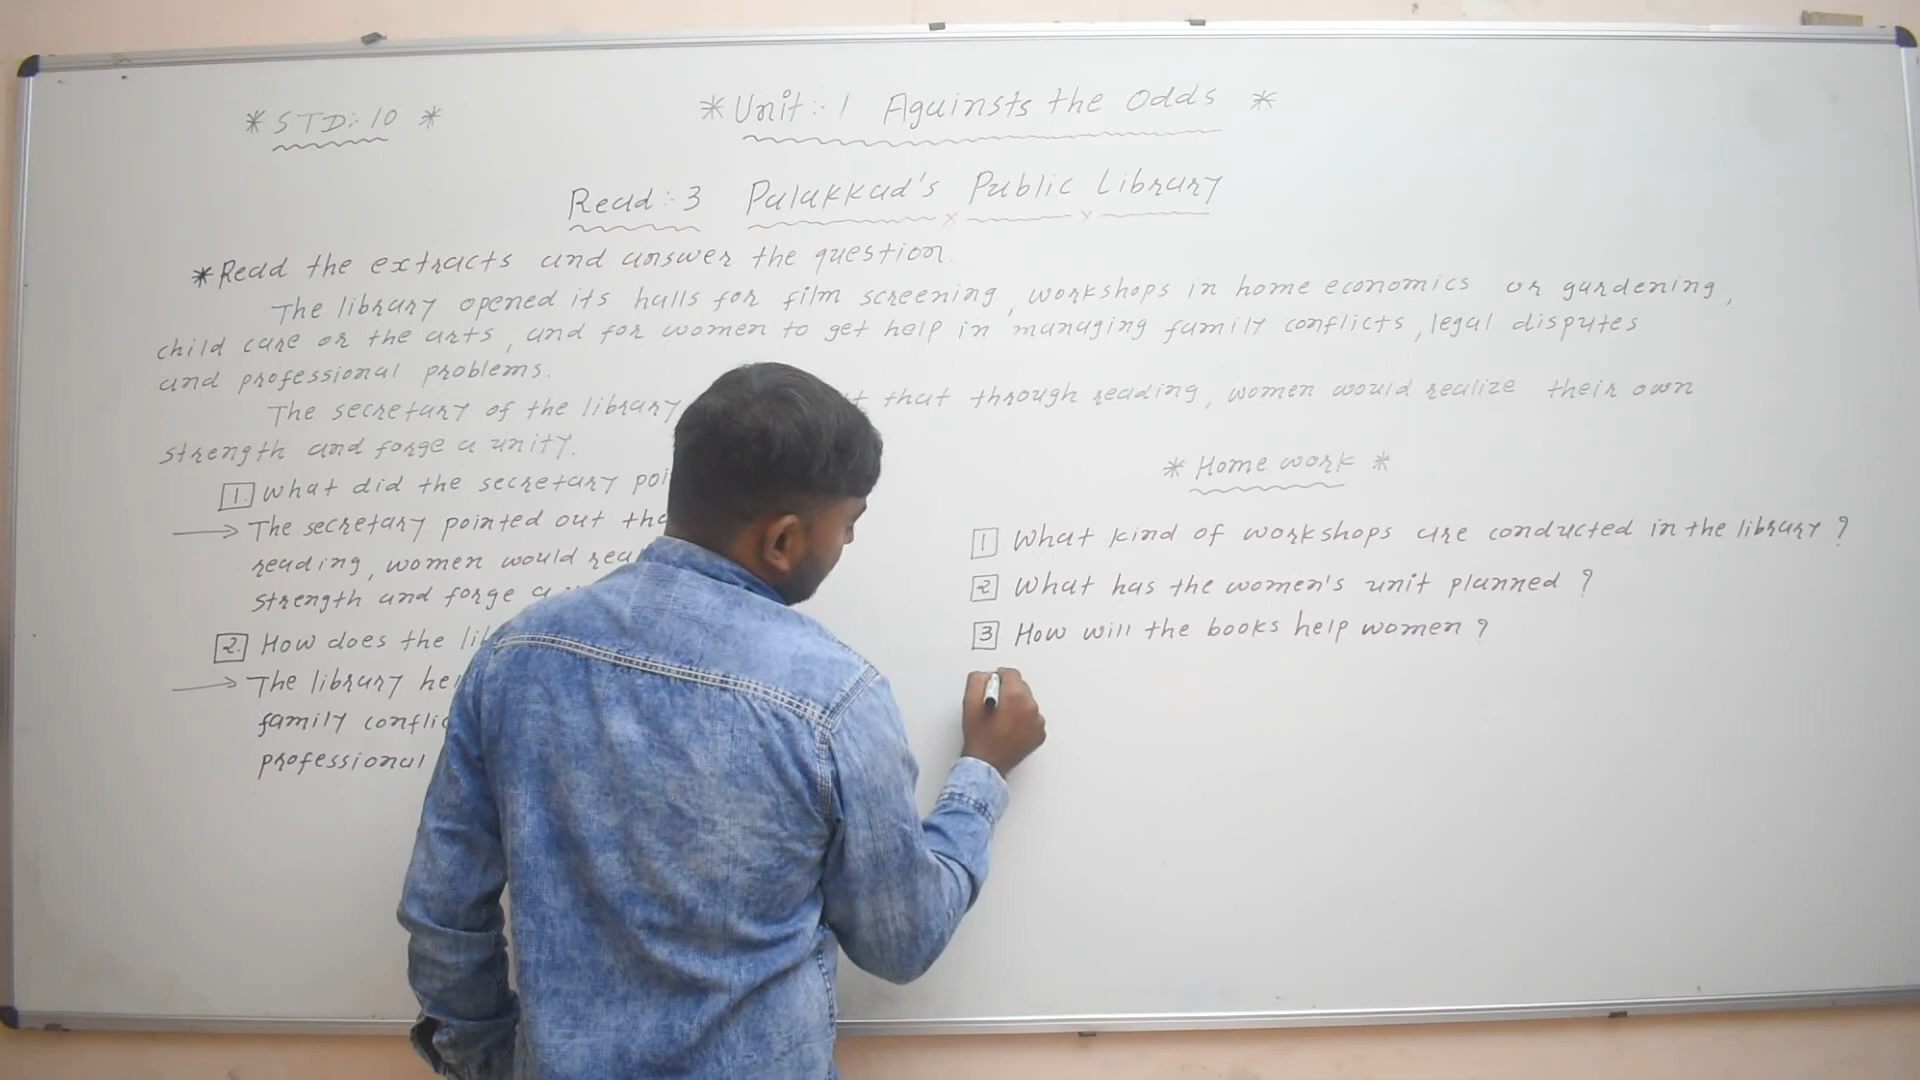 * STD:- 10 *
* Unit:- 1 Againsts the Odds *
Read :- 3 Palakkad's Public Library
* Read the extracts and answer the question.
The library opened its halls for film screening, workshops in home economics or gardening,
child care or the arts, and for women to get help in managing family conflicts, legal disputes
and professional problems.
The secretary of the library that through reading, women would realize their own
strength and forge a unity.
1. What did the secretary
→ The secretary pointed out
reading, women would
strength and forge a
2. How does the
→ The library
family
professional
* Home work *
1 What kind of workshops are conducted in the library ?
2 What has the women's unit planned ?
3 How will the books help women ?